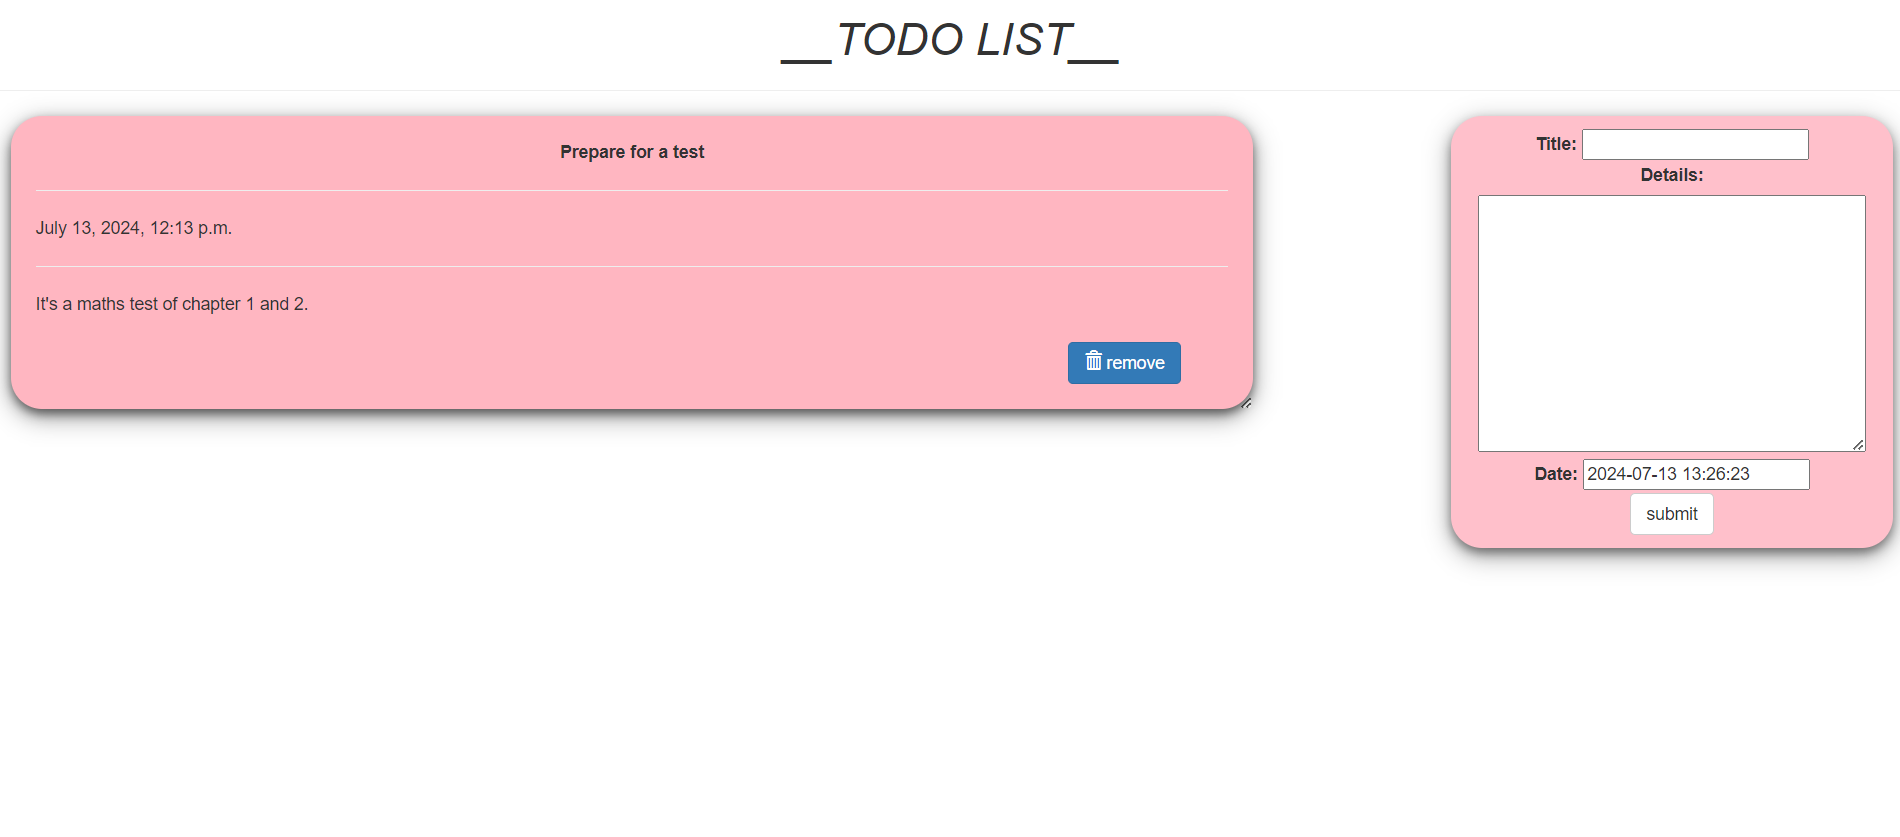 __TODO LIST__
Prepare for a test
July 13, 2024, 12:13 p.m.
It's a maths test of chapter 1 and 2.
remove
Title:
Details:
Date: 2024-07-13 13:26:23
submit